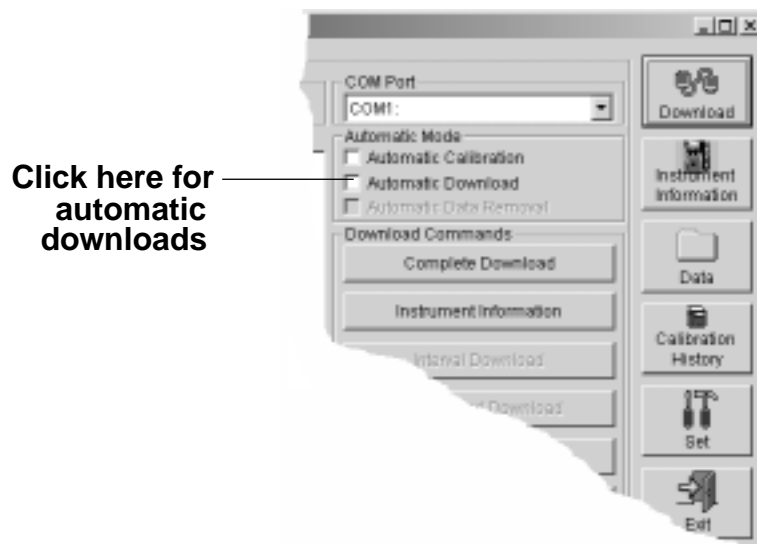 Click here for
automatic
downloads
COM Port
COM1:
Automatic Mode
Automatic Calibration
Automatic Download
Automatic Data Removal
Download Commands
Complete Download
Instrument Information
Interval Download
Download
Download
Instrument
Information
Data
Calibration
History
Set
Exit